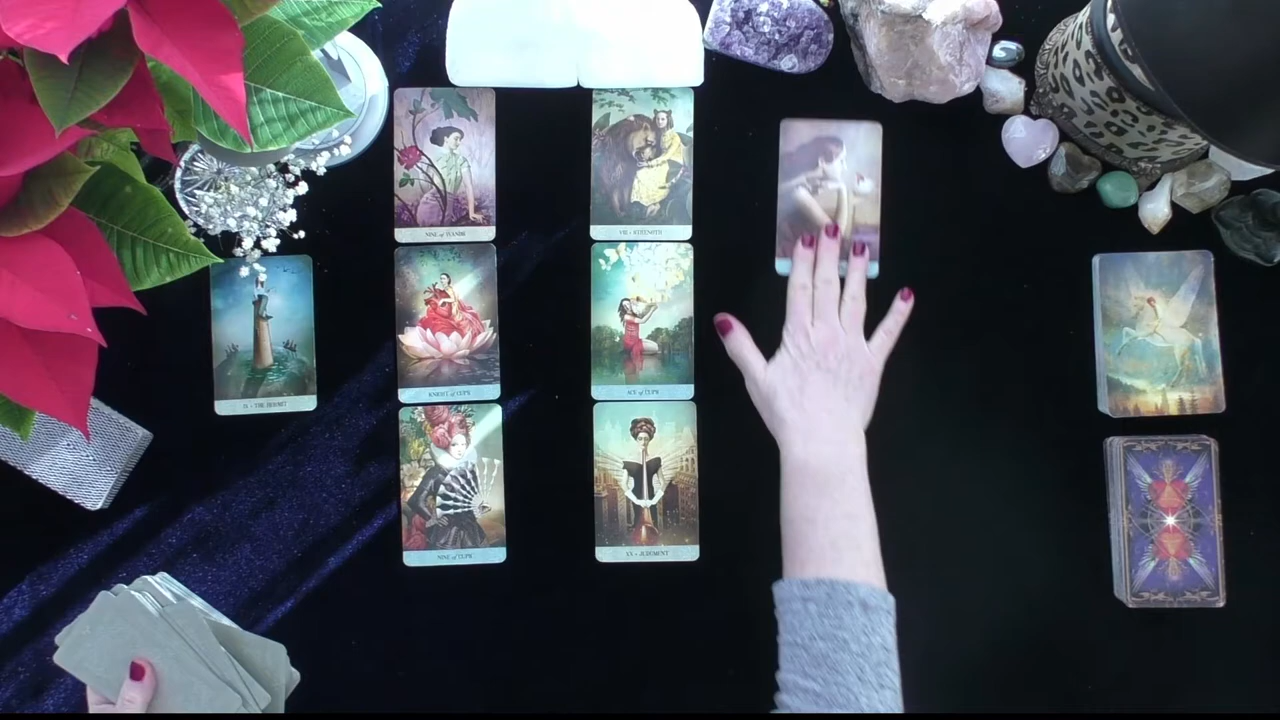 NINE of WANDS
VIII • STRENGTH
IX • THE HERMIT
KNIGHT of CUPS
ACE of CUPS
NINE of CUPS
XX • JUDGMENT